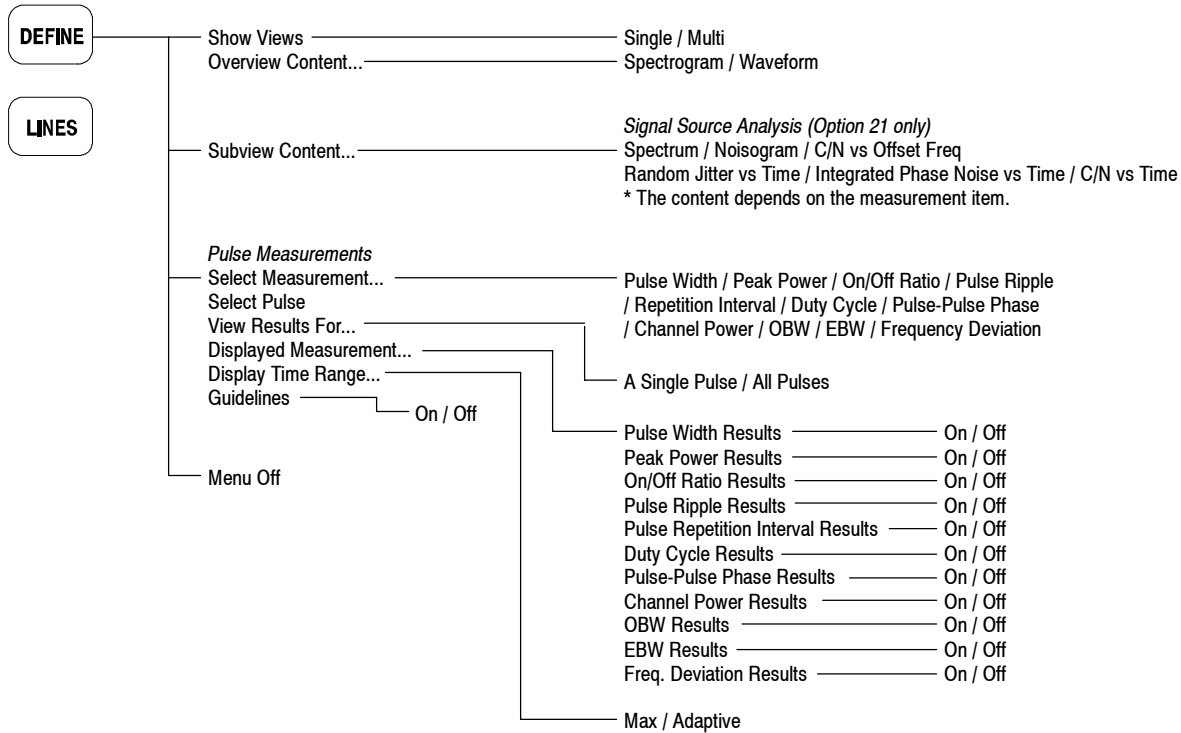 DEFINE
Show Views Single / Multi
Overview Content... Spectrogram / Waveform
LINES
Signal Source Analysis (Option 21 only)
Subview Content... Spectrum / Noisogram / C/N vs Offset Freq
Random Jitter vs Time / Integrated Phase Noise vs Time / C/N vs Time
* The content depends on the measurement item.
Pulse Measurements
Select Measurement... Pulse Width / Peak Power / On/Off Ratio / Pulse Ripple
Select Pulse / Repetition Interval / Duty Cycle / Pulse-Pulse Phase
View Results For... / Channel Power / OBW / EBW / Frequency Deviation
Displayed Measurement...
Display Time Range... A Single Pulse / All Pulses
Guidelines On / Off
Pulse Width Results On / Off
Peak Power Results On / Off
Menu Off On/Off Ratio Results On / Off
Pulse Ripple Results On / Off
Pulse Repetition Interval Results On / Off
Duty Cycle Results On / Off
Pulse-Pulse Phase Results On / Off
Channel Power Results On / Off
OBW Results On / Off
EBW Results On / Off
Freq. Deviation Results On / Off
Max / Adaptive